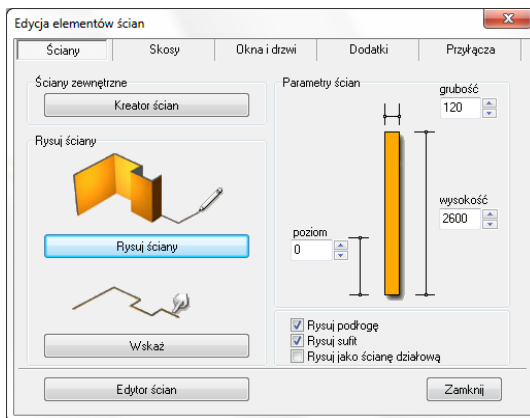 Edycja elementów ścian
Ściany
Skosy
Okna i drzwi
Dodatki
Przyłącza
Ściany zewnętrzne
Kreator ścian
Rysuj ściany
Rysuj ściany
Wskaż
Edytor ścian
Parametry ścian
grubość
120
wysokość
2600
poziom
0
Rysuj podłogę
Rysuj sufit
Rysuj jako ścianę działową
Zamknij